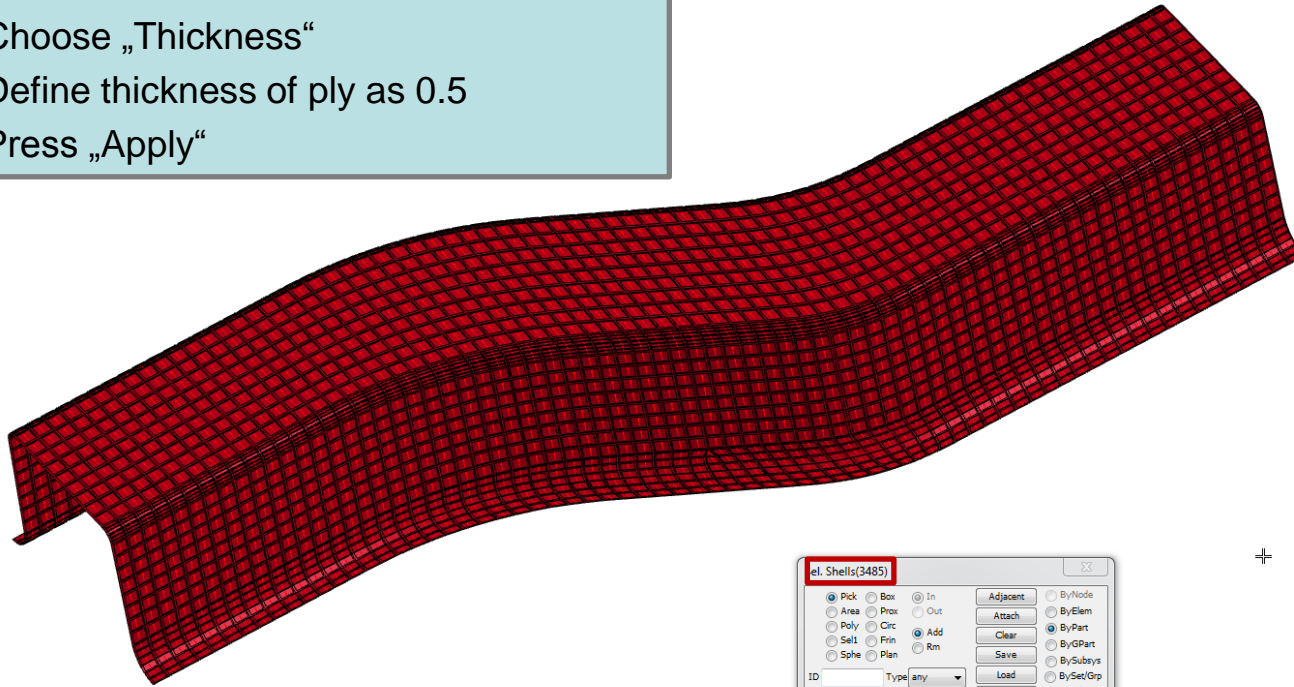 Choose „Thickness“
Define thickness of ply as 0.5
Press „Apply“
el. Shells(3485)
Pick Box In Adjacent ByNode
Area Prox Out Attach ByElem
Poly Circ Add Clear ByPart
Sel1 Frin Rm Save ByGPart
Sphe Plan Load BySubsys
ID Type any BySet/Grp